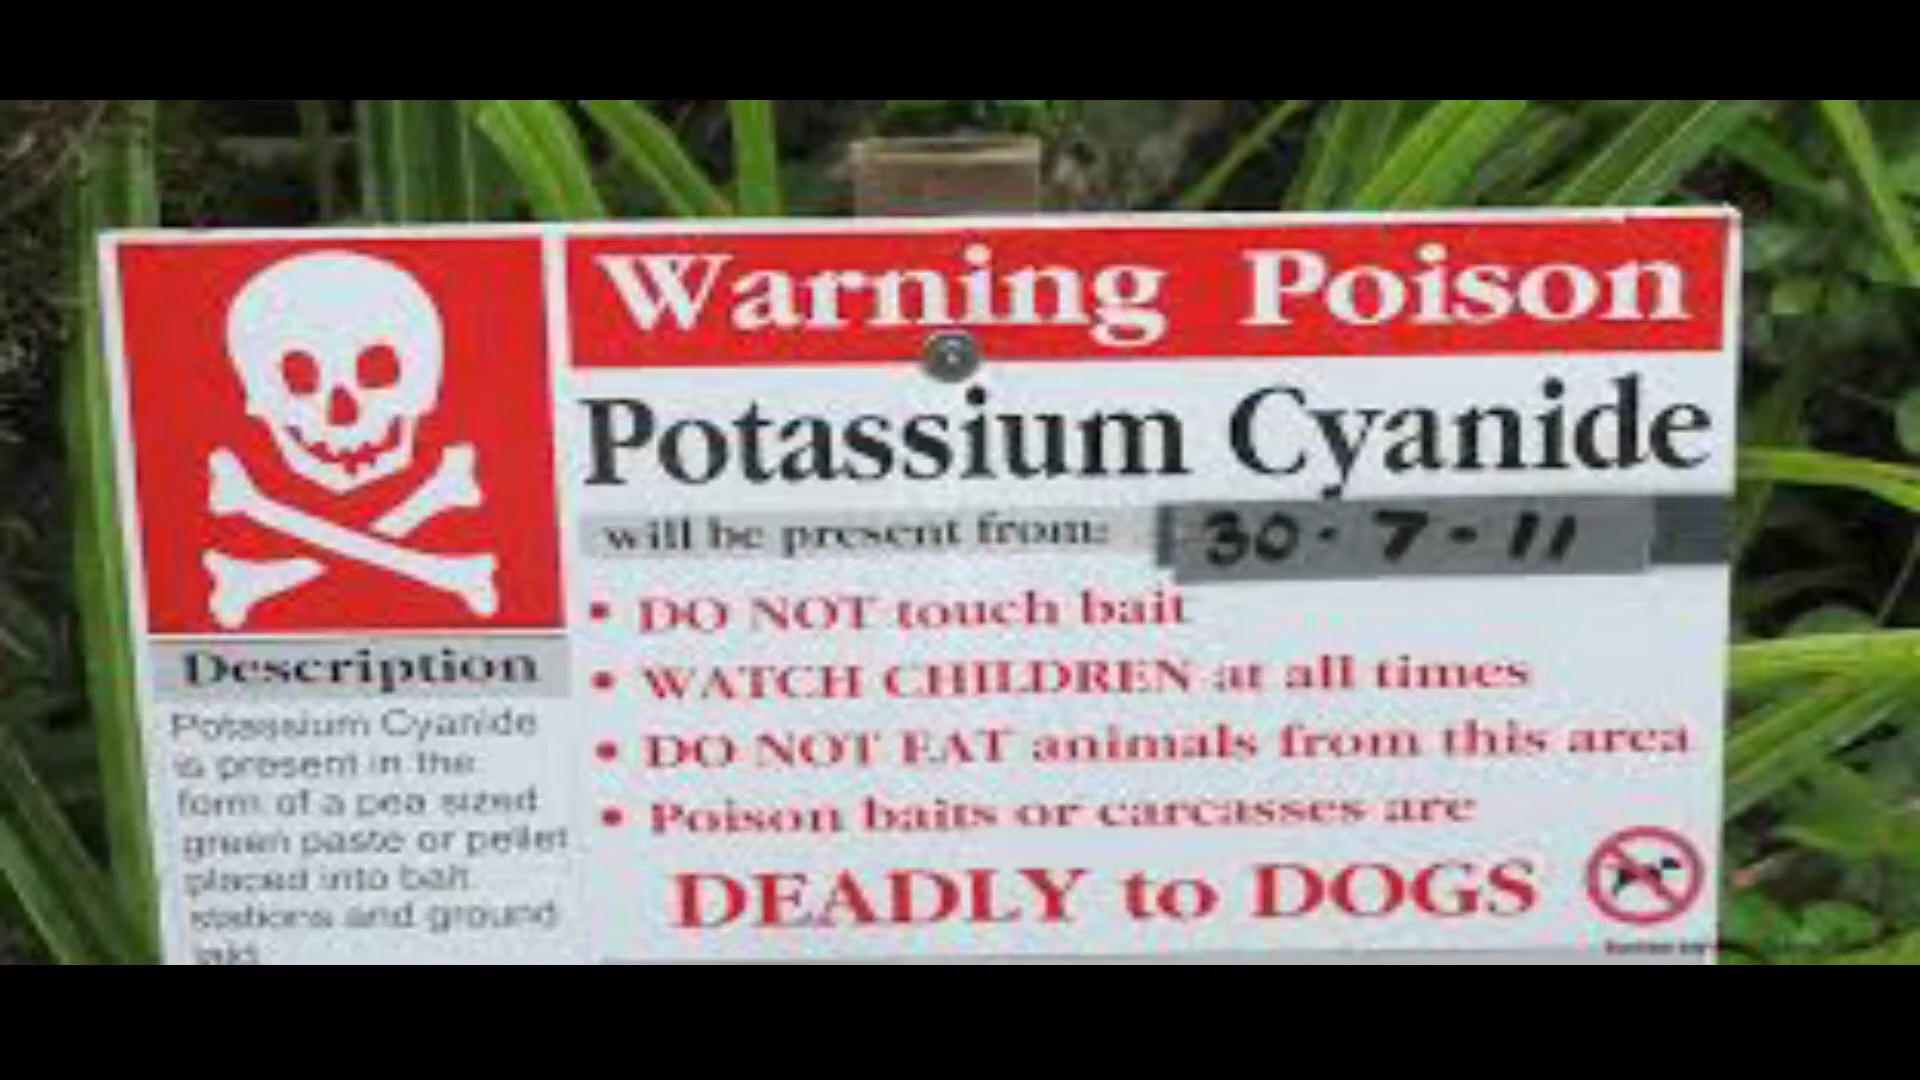 Warning Poison
Potassium Cyanide
will be present from: 30-7-11
• DO NOT touch bait
• WATCH CHILDREN at all times
• DO NOT EAT animals from this area
• Poison baits or carcasses are
DEADLY to DOGS
Description
Potassium Cyanide
is present in the
form of a pea sized
green paste or pellet
placed into bait
stations and ground